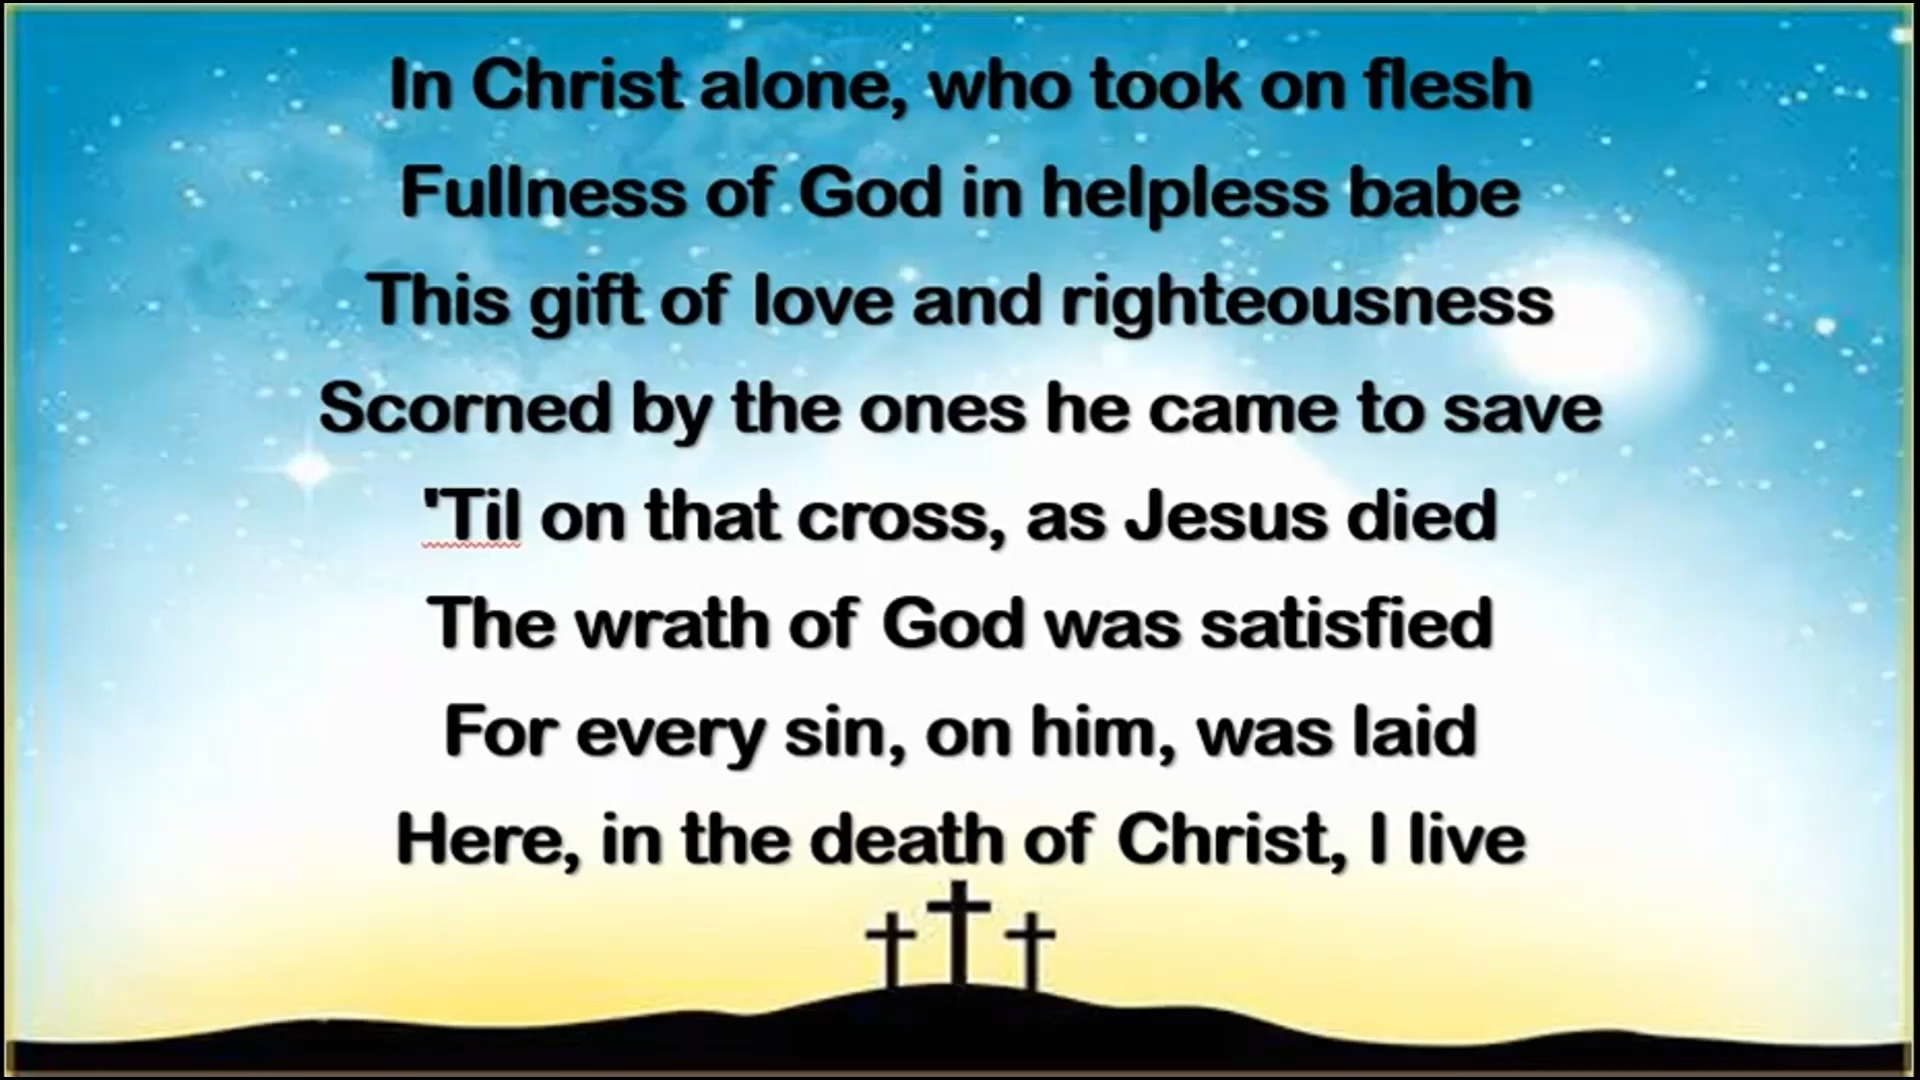 In Christ alone, who took on flesh
Fullness of God in helpless babe
This gift of love and righteousness
Scorned by the ones he came to save
'Til on that cross, as Jesus died
The wrath of God was satisfied
For every sin, on him, was laid
Here, in the death of Christ, I live